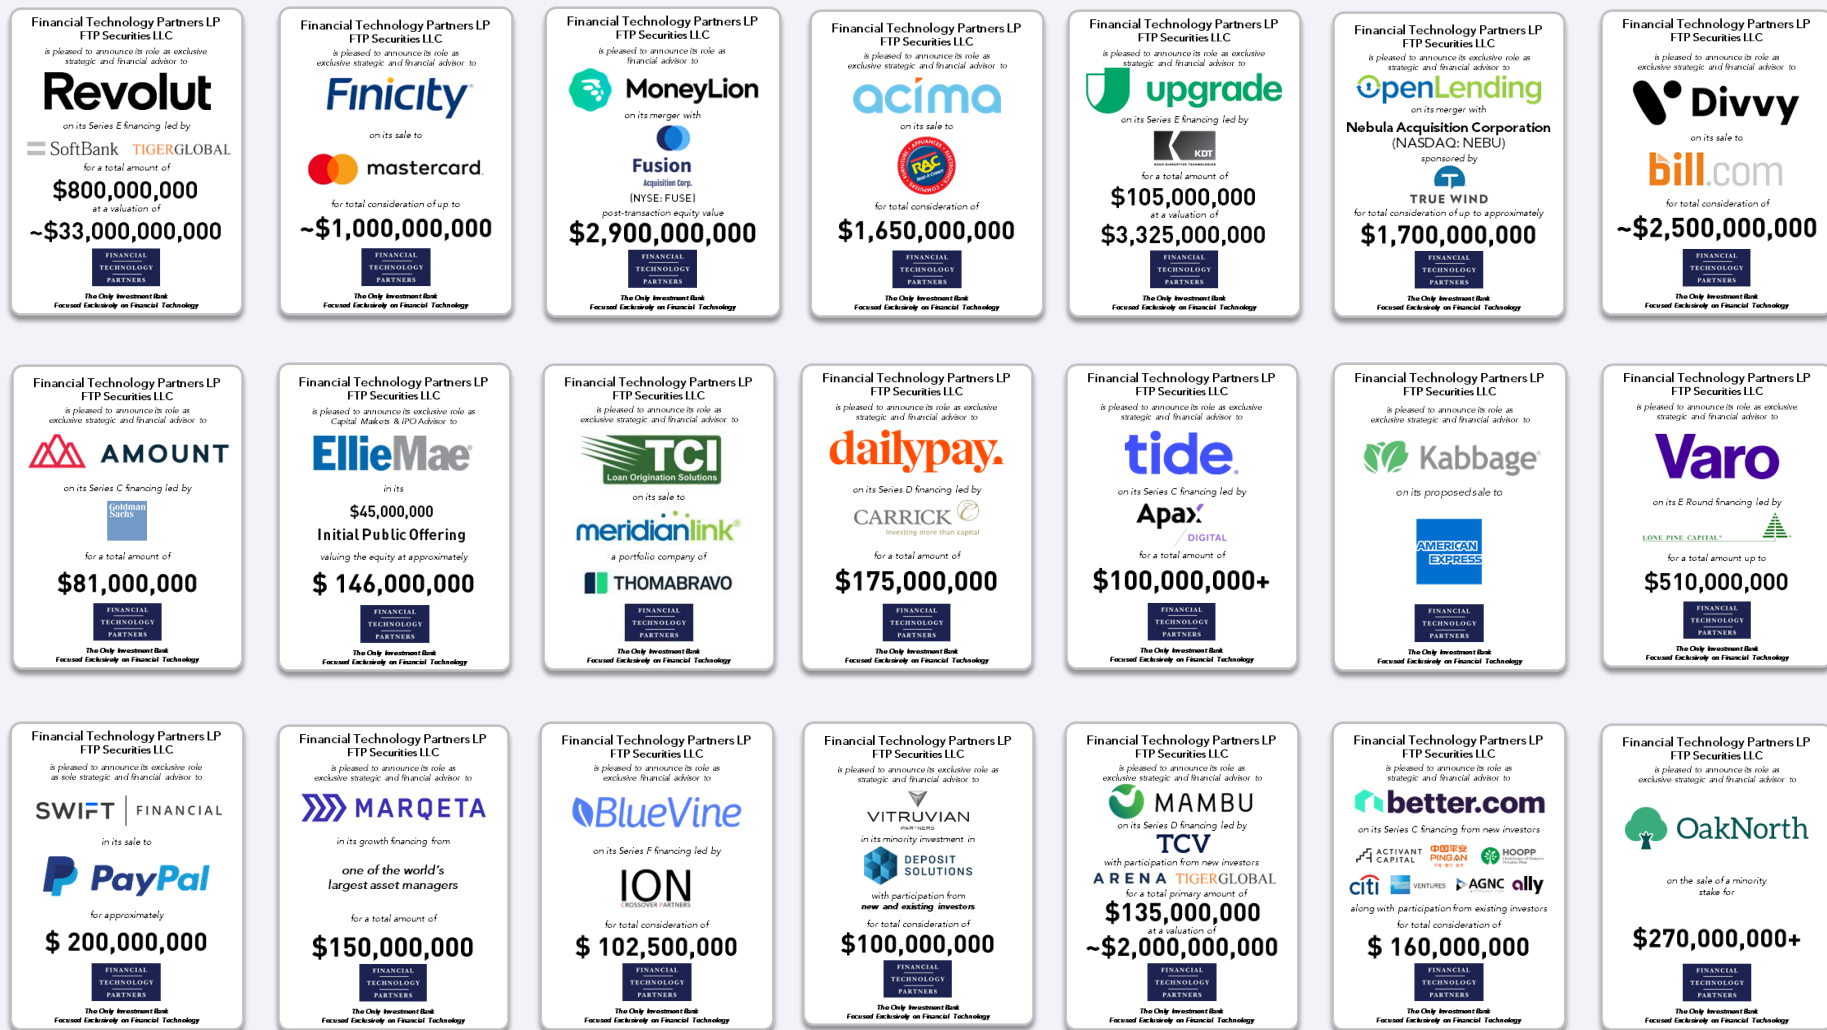 Financial Technology Partners LP
FTP Securities LLC
is pleased to announce its role as exclusive
strategic and financial advisor to
Revolut
on its Series E financing led by
SoftBank TIGERGLOBAL
for a total amount of
$800,000,000
at a valuation of
~$33,000,000,000
FINANCIAL
TECHNOLOGY
PARTNERS
The Only Investment Bank
Focused Exclusively on Financial Technology
Financial Technology Partners LP
FTP Securities LLC
is pleased to announce its role as
exclusive strategic and financial advisor to
Finicity
on its sale to
mastercard.
for total consideration of up to
~$1,000,000,000
FINANCIAL
TECHNOLOGY
PARTNERS
The Only Investment Bank
Focused Exclusively on Financial Technology
Financial Technology Partners LP
FTP Securities LLC
is pleased to announce its role as
financial advisor to
MoneyLion
on its merger with
Fusion
Acquisition Corp.
(NYSE: FUSE)
post-transaction equity value
$2,900,000,000
FINANCIAL
TECHNOLOGY
PARTNERS
The Only Investment Bank
Focused Exclusively on Financial Technology
Financial Technology Partners LP
FTP Securities LLC
is pleased to announce its role as
exclusive strategic and financial advisor to
acima
on its sale to
FURNITURE • APPLIANCES • ELECTRONICS • COMPUTERS
RAC
Rent-A-Center
for total consideration of
$1,650,000,000
FINANCIAL
TECHNOLOGY
PARTNERS
The Only Investment Bank
Focused Exclusively on Financial Technology
Financial Technology Partners LP
FTP Securities LLC
is pleased to announce its role as exclusive
strategic and financial advisor to
upgrade
on its Series E financing led by
KDT
KOCH DISRUPTIVE TECHNOLOGIES
for a total amount of
$105,000,000
at a valuation of
$3,325,000,000
FINANCIAL
TECHNOLOGY
PARTNERS
The Only Investment Bank
Focused Exclusively on Financial Technology
Financial Technology Partners LP
FTP Securities LLC
is pleased to announce its exclusive role as
strategic and financial advisor to
OpenLending
on its merger with
Nebula Acquisition Corporation
(NASDAQ: NEBU)
sponsored by
TRUE WIND
for total consideration of up to approximately
$1,700,000,000
FINANCIAL
TECHNOLOGY
PARTNERS
The Only Investment Bank
Focused Exclusively on Financial Technology
Financial Technology Partners LP
FTP Securities LLC
is pleased to announce its role as
exclusive strategic and financial advisor to
Divvy
on its sale to
bill.com
for total consideration of
~$2,500,000,000
FINANCIAL
TECHNOLOGY
PARTNERS
The Only Investment Bank
Focused Exclusively on Financial Technology
Financial Technology Partners LP
FTP Securities LLC
is pleased to announce its role as
exclusive strategic and financial advisor to
AMOUNT
on its Series C financing led by
Goldman
Sachs
for a total amount of
$81,000,000
FINANCIAL
TECHNOLOGY
PARTNERS
The Only Investment Bank
Focused Exclusively on Financial Technology
Financial Technology Partners LP
FTP Securities LLC
is pleased to announce exclusive role as
Capital Markets & IPO Advisor to
EllieMae®
in its
$45,000,000
Initial Public Offering
valuing the equity at approximately
$ 146,000,000
FINANCIAL
TECHNOLOGY
PARTNERS
The Only Investment Bank
Focused Exclusively on Financial Technology
Financial Technology Partners LP
FTP Securities LLC
is pleased to announce its role as
exclusive strategic and financial advisor to
TCI
Loan Origination Solutions
on its sale to
meridianlink®
a portfolio company of
THOMABRAVO
FINANCIAL
TECHNOLOGY
PARTNERS
The Only Investment Bank
Focused Exclusively on Financial Technology
Financial Technology Partners LP
FTP Securities LLC
is pleased to announce its role as exclusive
strategic and financial advisor to
dailypay.
on its Series D financing led by
CARRICK
Investing more than capital
for a total amount of
$175,000,000
FINANCIAL
TECHNOLOGY
PARTNERS
The Only Investment Bank
Focused Exclusively on Financial Technology
Financial Technology Partners LP
FTP Securities LLC
is pleased to announce its role as exclusive
strategic and financial advisor to
tide
on its Series C financing led by
Apax
DIGITAL
for a total amount of
$100,000,000+
FINANCIAL
TECHNOLOGY
PARTNERS
The Only Investment Bank
Focused Exclusively on Financial Technology
Financial Technology Partners LP
FTP Securities LLC
is pleased to announce its role as
exclusive strategic and financial advisor to
Kabbage®
on its proposed sale to
AMERICAN
EXPRESS
FINANCIAL
TECHNOLOGY
PARTNERS
The Only Investment Bank
Focused Exclusively on Financial Technology
Financial Technology Partners LP
FTP Securities LLC
is pleased to announce its role as exclusive
strategic and financial advisor to
Varo
on its E Round financing led by
LONE PINE CAPITAL
for a total amount up to
$510,000,000
FINANCIAL
TECHNOLOGY
PARTNERS
The Only Investment Bank
Focused Exclusively on Financial Technology
Financial Technology Partners LP
FTP Securities LLC
is pleased to announce its exclusive role
as sole strategic and financial advisor to
SWIFT | FINANCIAL
in its sale to
PayPal
for approximately
$ 200,000,000
FINANCIAL
TECHNOLOGY
PARTNERS
The Only Investment Bank
Focused Exclusively on Financial Technology
Financial Technology Partners LP
FTP Securities LLC
is pleased to announce its role as
exclusive strategic and financial advisor to
MARQETA
in its growth financing from
one of the world's
largest asset managers
for a total amount of
$150,000,000
FINANCIAL
TECHNOLOGY
PARTNERS
The Only Investment Bank
Focused Exclusively on Financial Technology
Financial Technology Partners LP
FTP Securities LLC
is pleased to announce its role as
exclusive financial advisor to
BlueVine
on its Series F financing led by
ION
CROSSOVER PARTNERS
for total consideration of
$ 102,500,000
FINANCIAL
TECHNOLOGY
PARTNERS
The Only Investment Bank
Focused Exclusively on Financial Technology
Financial Technology Partners LP
FTP Securities LLC
is pleased to announce its exclusive role as
strategic and financial advisor to
VITRUVIAN
PARTNERS
in its minority investment in
DEPOSIT
SOLUTIONS
with participation from
new and existing investors
for total consideration of
$100,000,000
FINANCIAL
TECHNOLOGY
PARTNERS
The Only Investment Bank
Focused Exclusively on Financial Technology
Financial Technology Partners LP
FTP Securities LLC
is pleased to announce its role as
exclusive strategic and financial advisor to
MAMBU
on its Series D financing led by
TCV
with participation from new investors
ARENA TIGERGLOBAL
for a total primary amount of
$135,000,000
at a valuation of
~$2,000,000,000
FINANCIAL
TECHNOLOGY
PARTNERS
The Only Investment Bank
Focused Exclusively on Financial Technology
Financial Technology Partners LP
FTP Securities LLC
is pleased to announce its exclusive role as
strategic and financial advisor to
better.com
on its Series C financing from new investors
ACTIVANT
CAPITAL
中国平安
PING AN
HOOPP
citi VENTURES AGNC ally
along with participation from existing investors
for total consideration of
$ 160,000,000
FINANCIAL
TECHNOLOGY
PARTNERS
The Only Investment Bank
Focused Exclusively on Financial Technology
Financial Technology Partners LP
FTP Securities LLC
is pleased to announce its role as
exclusive strategic and financial advisor to
OakNorth
on the sale of a minority
stake for
$270,000,000+
FINANCIAL
TECHNOLOGY
PARTNERS
The Only Investment Bank
Focused Exclusively on Financial Technology